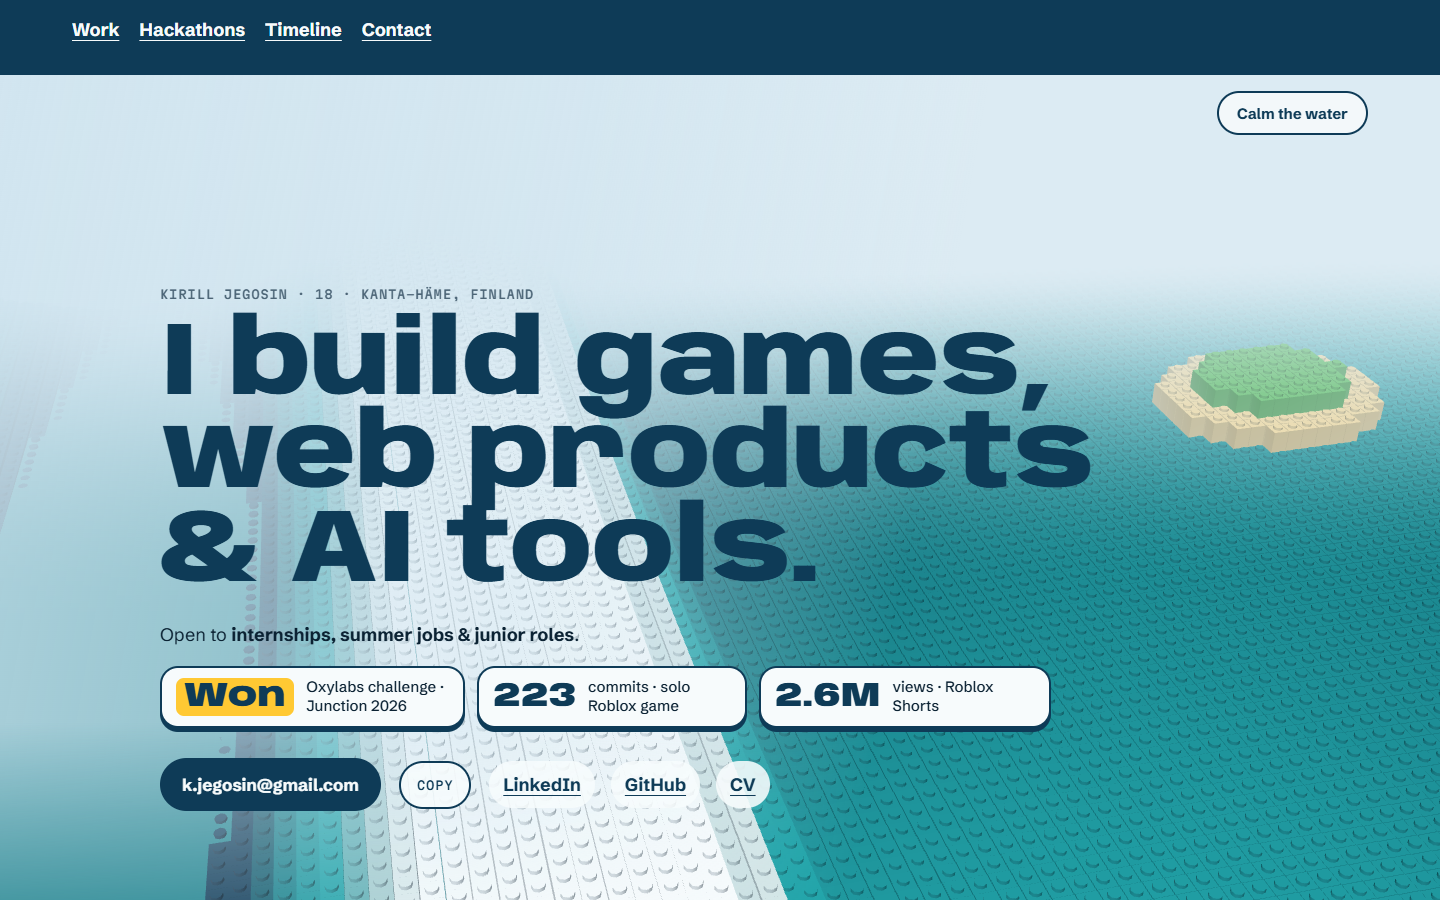 Work Hackathons Timeline Contact
Calm the water
KIRILL JEGOSIN · 18 · KANTA-HÄME, FINLAND
I build games,
web products
& AI tools.
Open to internships, summer jobs & junior roles.
Won Oxylabs challenge ·
Junction 2026
223 commits · solo
Roblox game
2.6M views · Roblox
Shorts
k.jegosin@gmail.com COPY LinkedIn GitHub CV